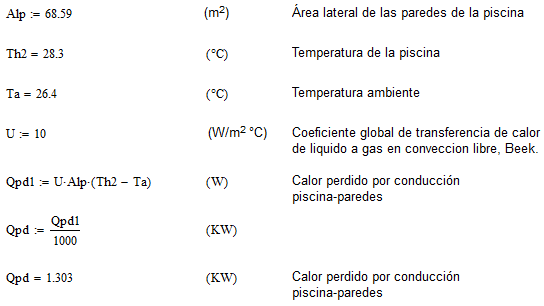 Alp := 68.59 (m2) Área lateral de las paredes de la piscina
Th2 = 28.3 (°C) Temperatura de la piscina
Ta = 26.4 (°C) Temperatura ambiente
U := 10 (W/m2 °C) Coeficiente global de transferencia de calor
de liquido a gas en conveccion libre, Beek.
Qpd1 := U·Alp·(Th2 − Ta) (W) Calor perdido por conducción
piscina-paredes
Qpd := Qpd1/1000 (KW)
Qpd = 1.303 (KW) Calor perdido por conducción
piscina-paredes